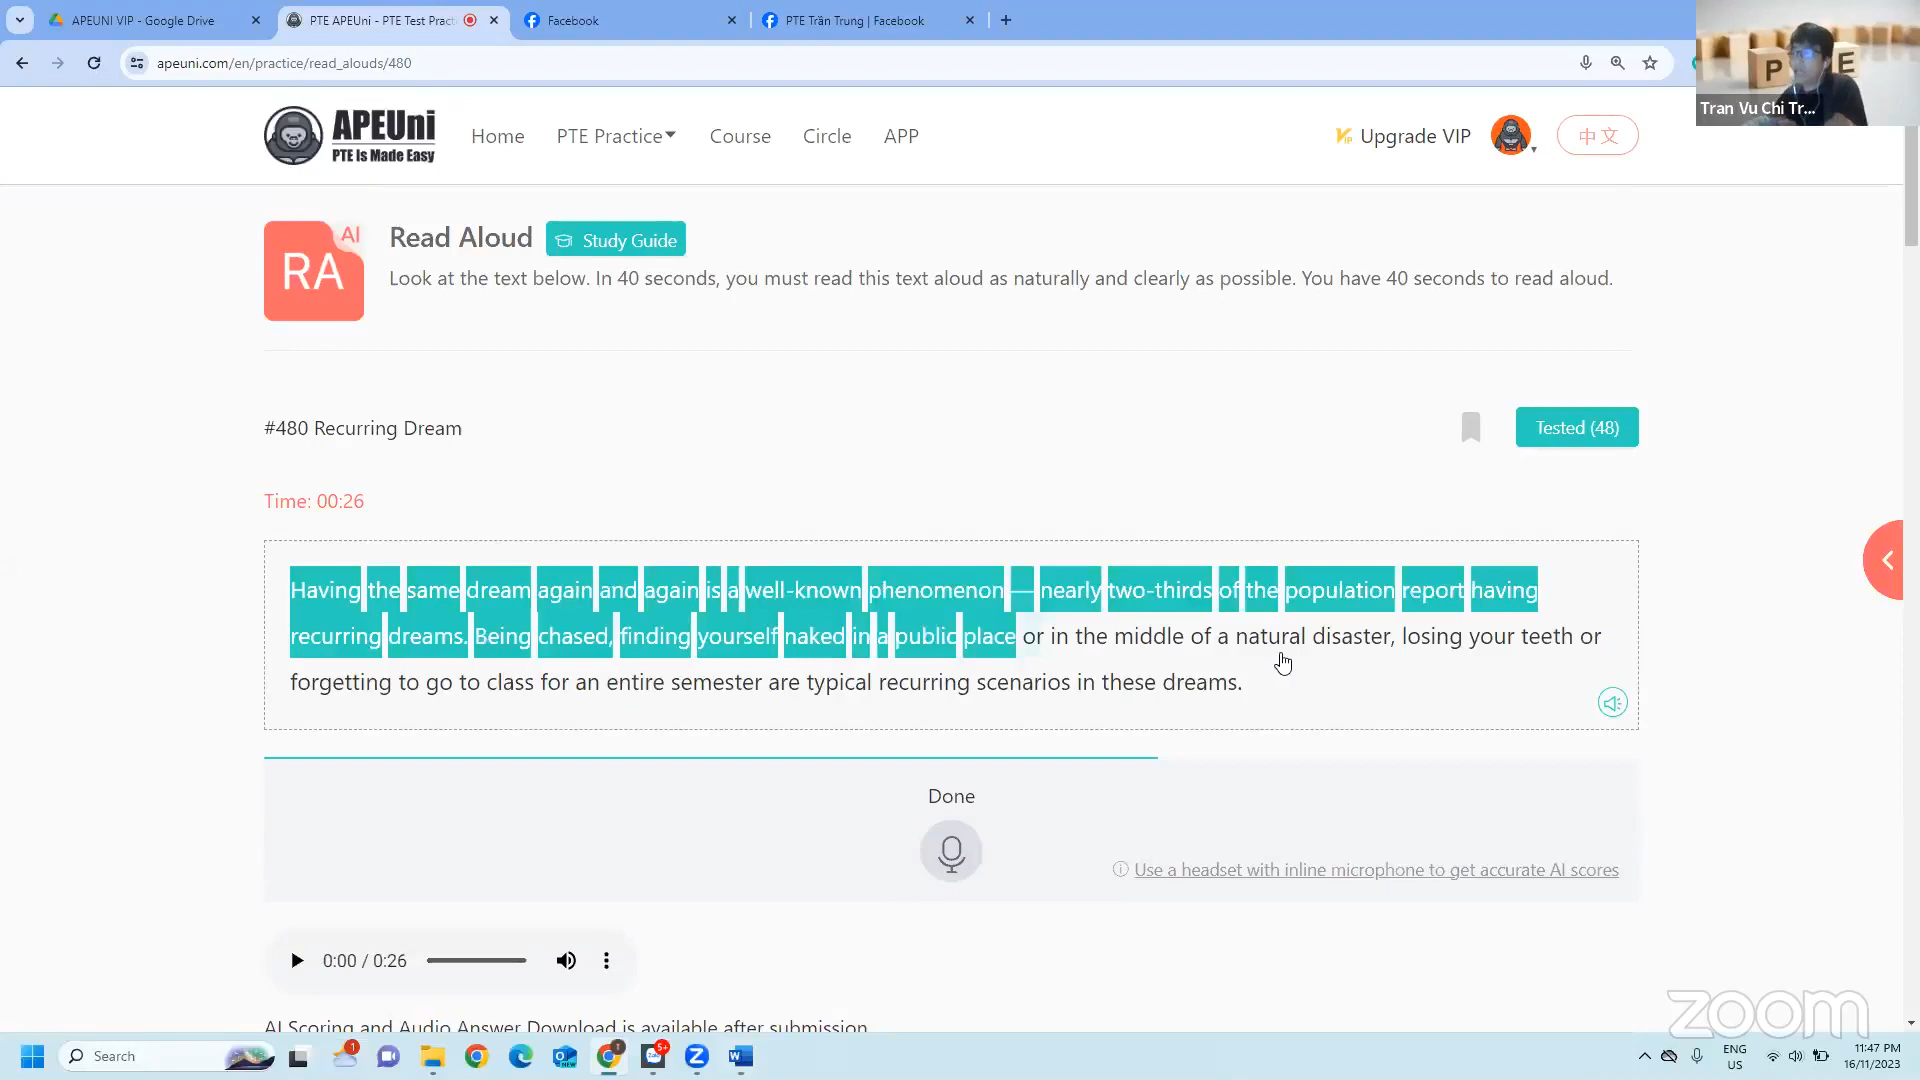 APEUNI VIP - Google Drive
PTE APEUni - PTE Test Pract
Facebook
PTE Trần Trung | Facebook
apeuni.com/en/practice/read_alouds/480
P E
Tran Vu Chi Tr...
APEUni
PTE Is Made Easy
Home
PTE Practice
Course
Circle
APP
Upgrade VIP
中文
RA
AI
Read Aloud
Study Guide
Look at the text below. In 40 seconds, you must read this text aloud as naturally and clearly as possible. You have 40 seconds to read aloud.
#480 Recurring Dream
Tested (48)
Time: 00:26
Having the same dream again and again is a well-known phenomenon — nearly two-thirds of the population report having
recurring dreams. Being chased, finding yourself naked in a public place or in the middle of a natural disaster, losing your teeth or
forgetting to go to class for an entire semester are typical recurring scenarios in these dreams.
Done
Use a headset with inline microphone to get accurate AI scores
0:00 / 0:26
AI Scoring and Audio Answer Download is available after submission
zoom
Search
1
5+
ENG
US
11:47 PM
16/11/2023